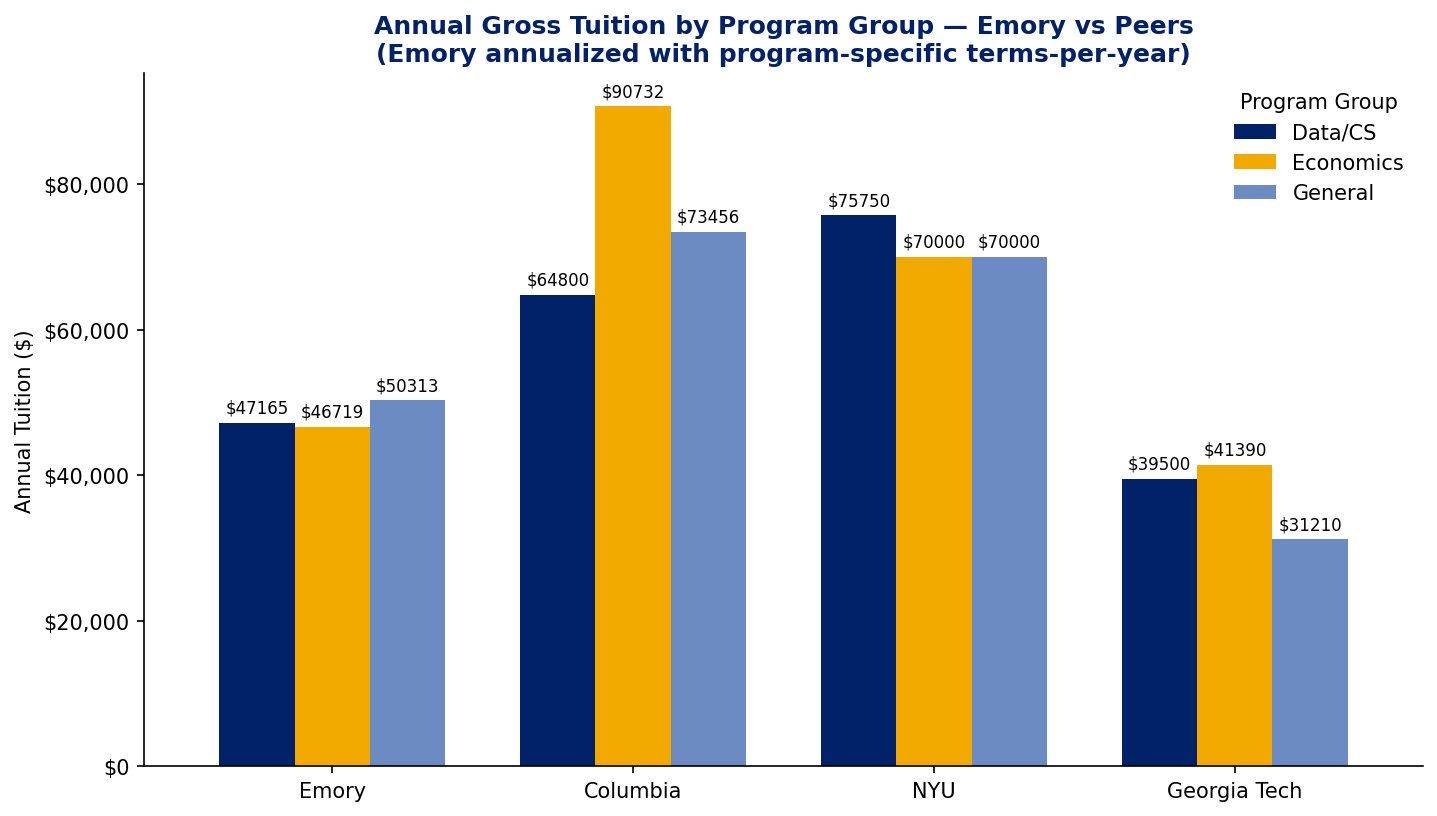 Annual Gross Tuition by Program Group — Emory vs Peers
(Emory annualized with program-specific terms-per-year)
Program Group
Data/CS
Economics
General
Annual Tuition ($)
$80,000
$60,000
$40,000
$20,000
$0
$47165
$46719
$50313
$64800
$90732
$73456
$75750
$70000
$70000
$39500
$41390
$31210
Emory
Columbia
NYU
Georgia Tech